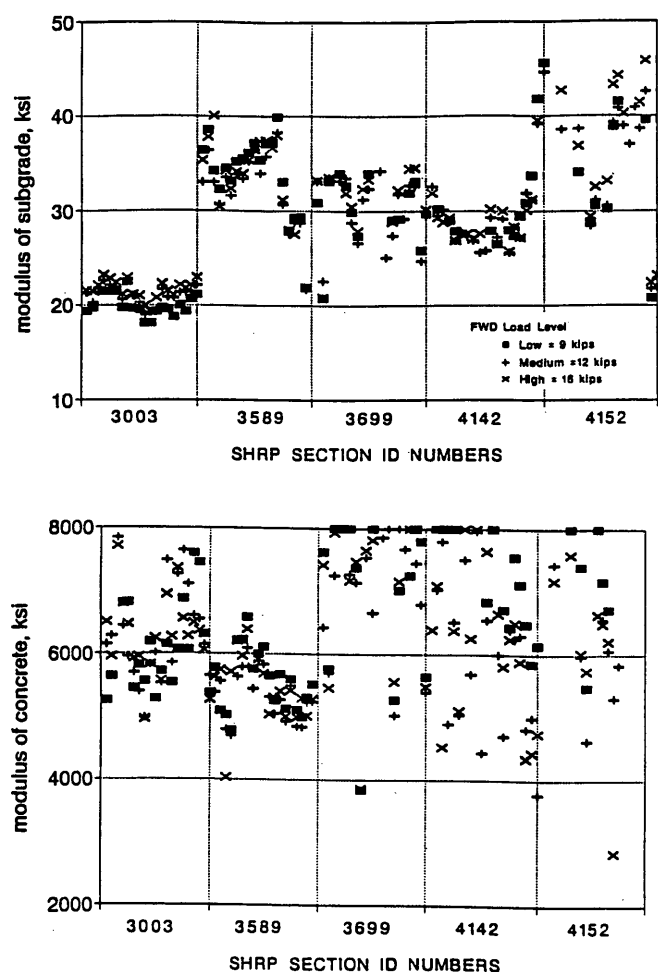 50
40
30
20
10
modulus of subgrade, ksi
FWD Load Level
Low = 9 kips
Medium =12 kips
High = 16 kips
3003 3589 3699 4142 4152
SHRP SECTION ID NUMBERS
8000
6000
4000
2000
modulus of concrete, ksi
3003 3589 3699 4142 4152
SHRP SECTION ID NUMBERS